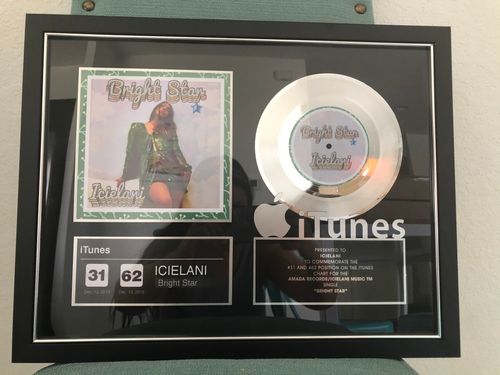 Bright Star
Icielani
iTunes
31
62
ICIELANI
Bright Star
Bright Star
Icielani
iTunes
PRESENTED TO
ICIELANI
TO COMMEMORATE THE
#31 AND #62 POSITION ON THE ITUNES
CHART FOR THE
AMADA RECORDS/ICIELANI MUSIC TM
SINGLE
"BRIGHT STAR"